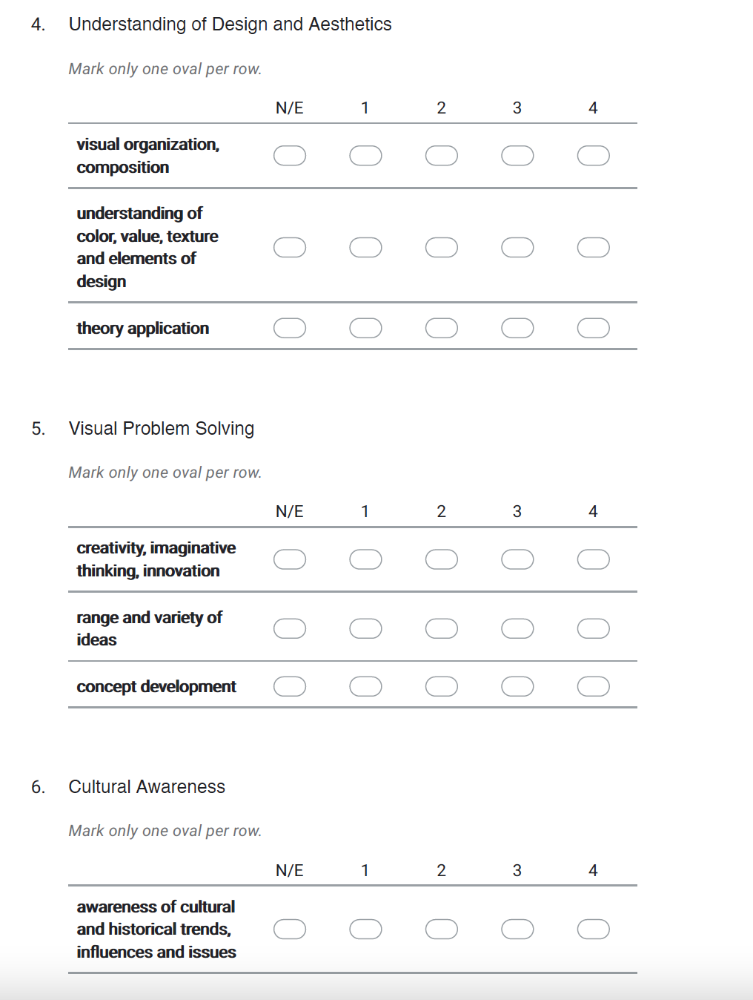 4. Understanding of Design and Aesthetics
Mark only one oval per row.
N/E 1 2 3 4
visual organization,
composition
understanding of
color, value, texture
and elements of
design
theory application
5. Visual Problem Solving
Mark only one oval per row.
N/E 1 2 3 4
creativity, imaginative
thinking, innovation
range and variety of
ideas
concept development
6. Cultural Awareness
Mark only one oval per row.
N/E 1 2 3 4
awareness of cultural
and historical trends,
influences and issues